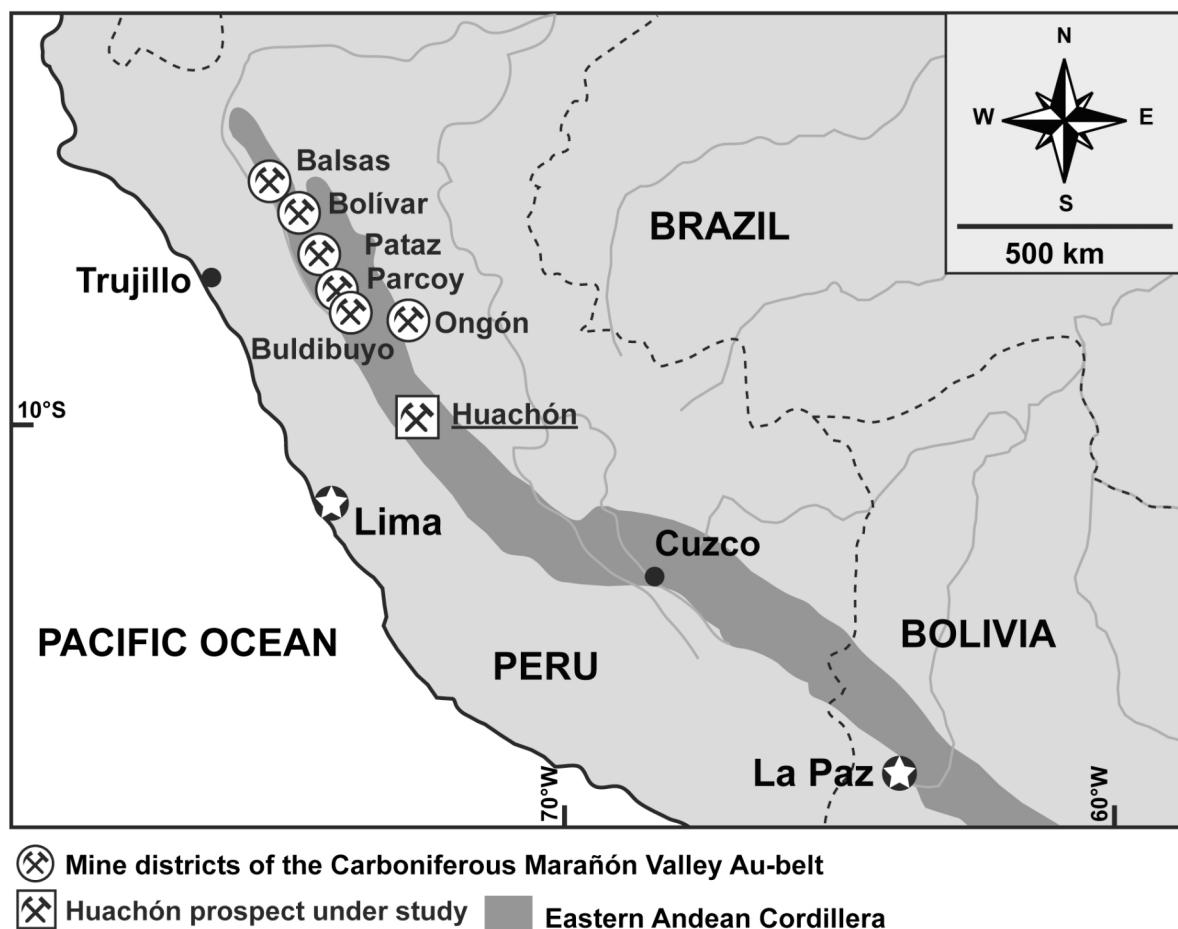 N
W
E
S
500 km
Balsas
Bolívar
BRAZIL
Pataz
Trujillo
Parcoy
Ongón
Buldibuyo
10°S
Huachón
Lima
Cuzco
PACIFIC OCEAN
PERU
BOLIVIA
La Paz
70°W
60°W
Mine districts of the Carboniferous Marañón Valley Au-belt
Huachón prospect under study
Eastern Andean Cordillera